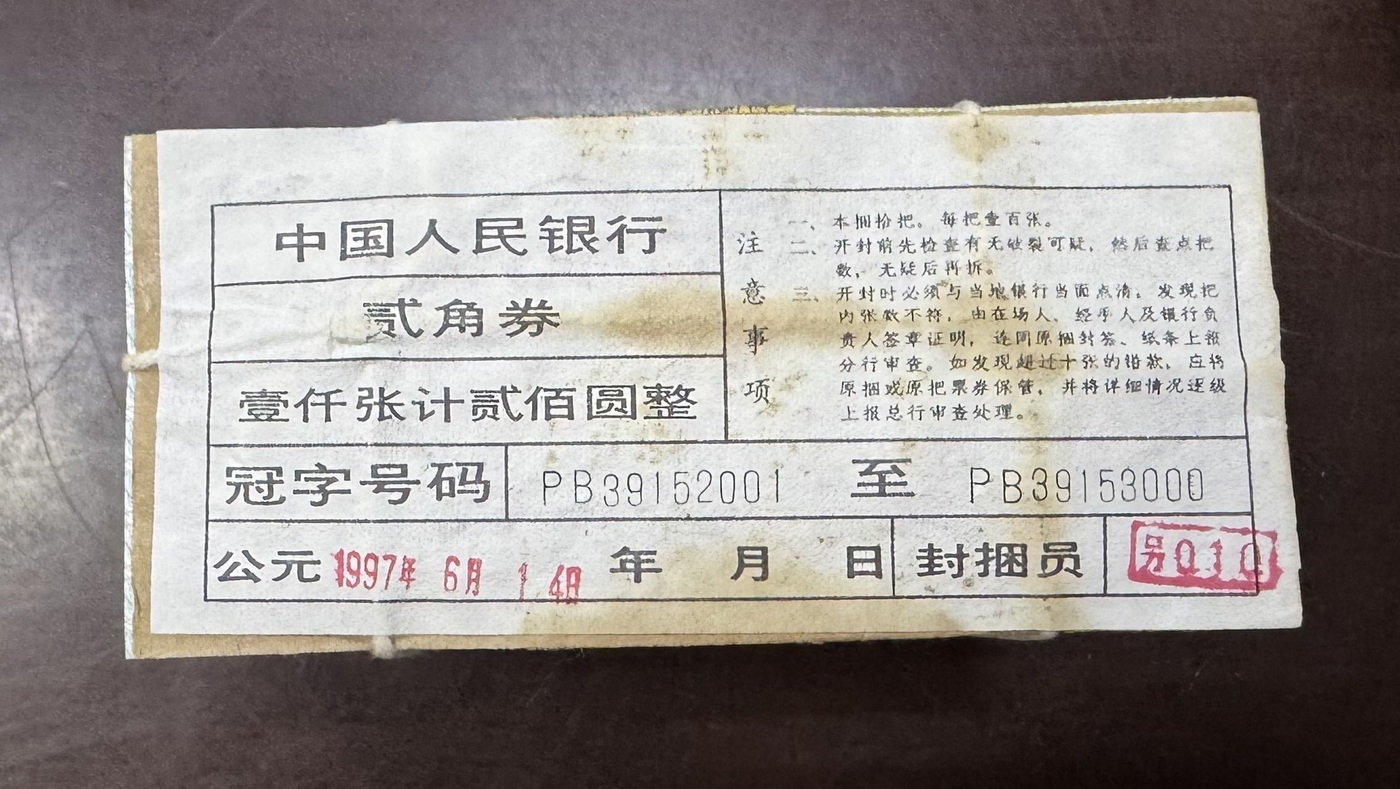 中国人民银行
贰角券
壹仟张计贰佰圆整
注意事项
一、本捆拾把。每把壹百张。
二、开封前先检查有无破裂可疑，然后查点把
数，无疑后再拆。
三、开封时必须与当地银行当面点清。发现把
内张数不符，由在场人、经手人及银行负
责人签章证明，连同原捆封签、纸条上报
分行审查。如发现超过十张的错款，应将
原捆或原把票券保管，并将详细情况逐级
上报总行审查处理。
冠字号码 PB39152001 至 PB39153000
公元 1997年 6月 14日 年 月 日 封捆员 010